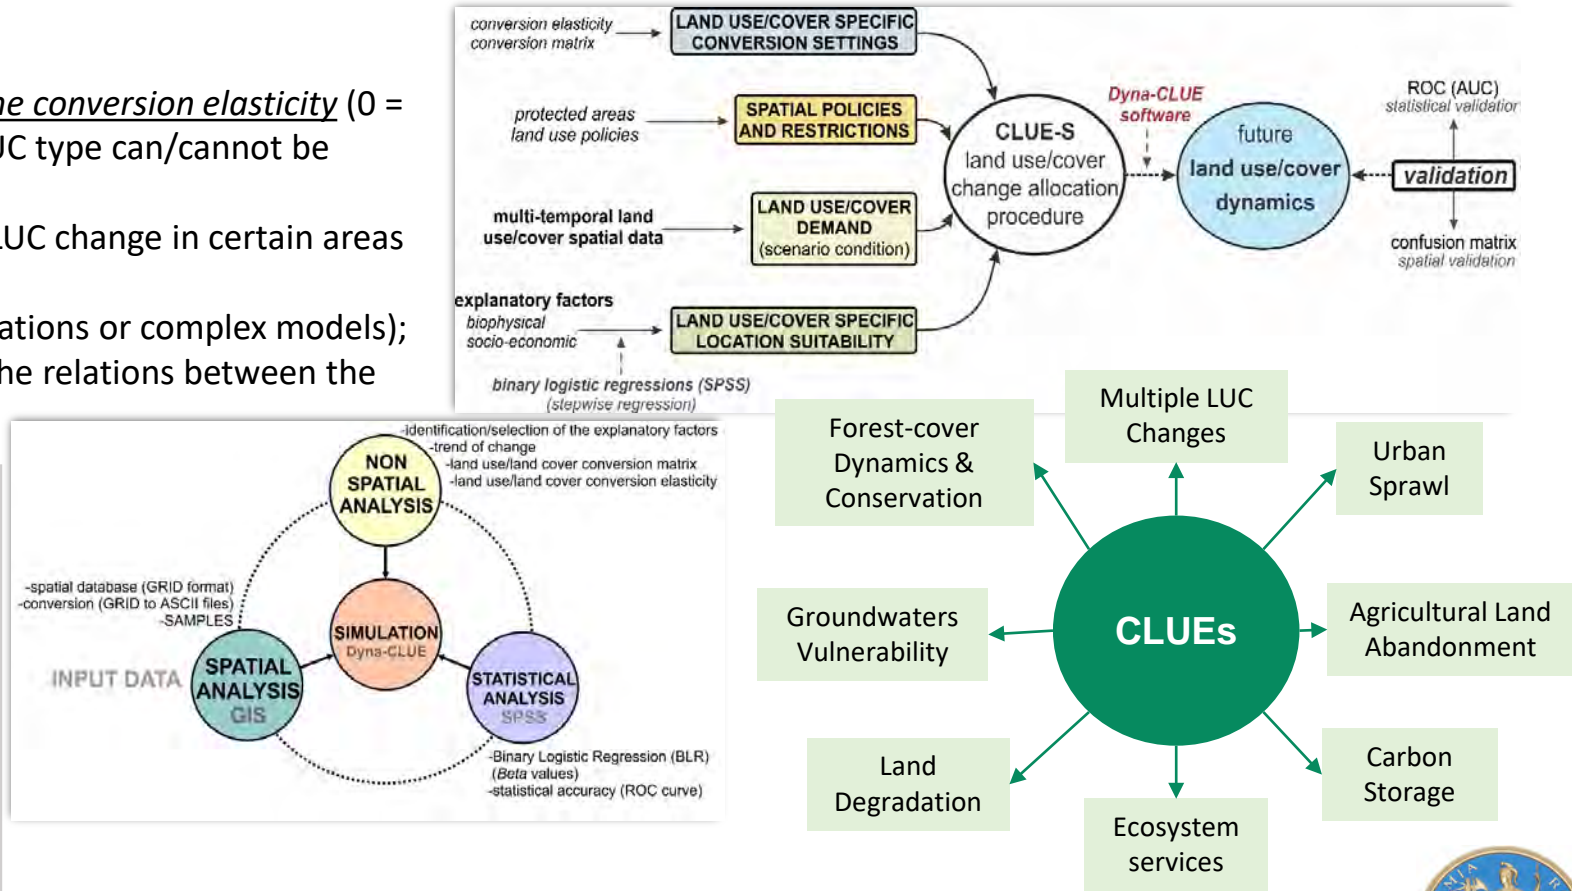 he conversion elasticity (0 =
UC type can/cannot be
LUC change in certain areas
ations or complex models);
he relations between the
conversion elasticity
conversion matrix
LAND USE/COVER SPECIFIC
CONVERSION SETTINGS
protected areas
land use policies
SPATIAL POLICIES
AND RESTRICTIONS
multi-temporal land
use/cover spatial data
LAND USE/COVER
DEMAND
(scenario condition)
explanatory factors
biophysical
socio-economic
LAND USE/COVER SPECIFIC
LOCATION SUITABILITY
binary logistic regressions (SPSS)
(stepwise regression)
CLUE-S
land use/cover
change allocation
procedure
Dyna-CLUE
software
future
land use/cover
dynamics
ROC (AUC)
statistical validation
validation
confusion matrix
spatial validation
-identification/selection of the explanatory factors
-trend of change
-land use/land cover conversion matrix
-land use/land cover conversion elasticity
NON
SPATIAL
ANALYSIS
-spatial database (GRID format)
-conversion (GRID to ASCII files)
-SAMPLES
SIMULATION
Dyna-CLUE
INPUT DATA
SPATIAL
ANALYSIS
GIS
STATISTICAL
ANALYSIS
SPSS
-Binary Logistic Regression (BLR)
(Beta values)
-statistical accuracy (ROC curve)
Forest-cover
Dynamics &
Conservation
Multiple LUC
Changes
Urban
Sprawl
Groundwaters
Vulnerability
CLUEs
Agricultural Land
Abandonment
Land
Degradation
Ecosystem
services
Carbon
Storage